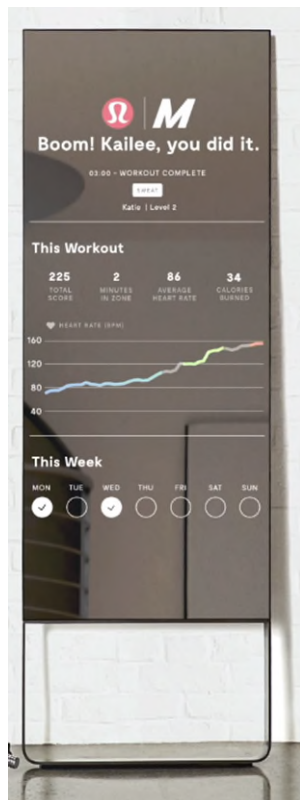 M
Boom! Kailee, you did it.
03:00 - WORKOUT COMPLETE
SWEAT
Katie | Level 2
This Workout
225 2 86 34
TOTAL MINUTES AVERAGE CALORIES
SCORE IN ZONE HEART RATE BURNED
HEART RATE (BPM)
160
120
80
40
This Week
MON TUE WED THU FRI SAT SUN